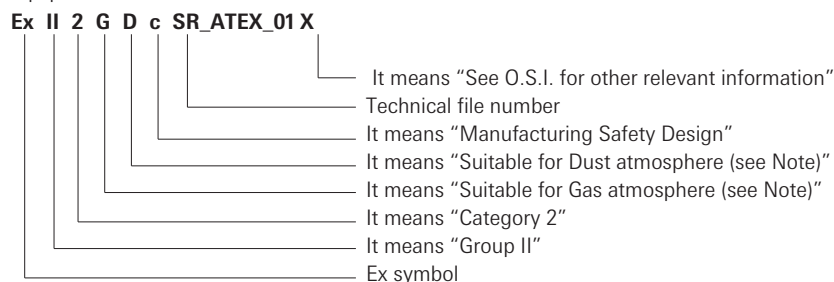 Ex II 2 G D c SR_ATEX_01 X
It means “See O.S.I. for other relevant information”
Technical file number
It means “Manufacturing Safety Design”
It means “Suitable for Dust atmosphere (see Note)”
It means “Suitable for Gas atmosphere (see Note)”
It means “Category 2”
It means “Group II”
Ex symbol